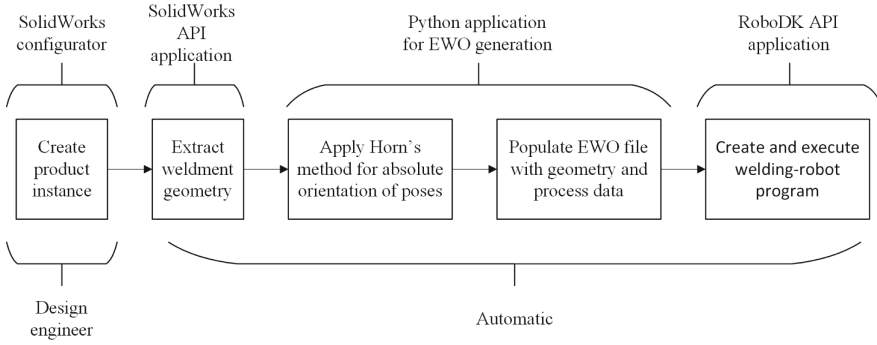 SolidWorks
configurator
SolidWorks
API
application
Python application
for EWO generation
RoboDK API
application
Create
product
instance
Extract
weldment
geometry
Apply Horn`s
method for absolute
orientation of poses
Populate EWO file
with geometry and
process data
Create and execute
welding-robot
program
Design
engineer
Automatic